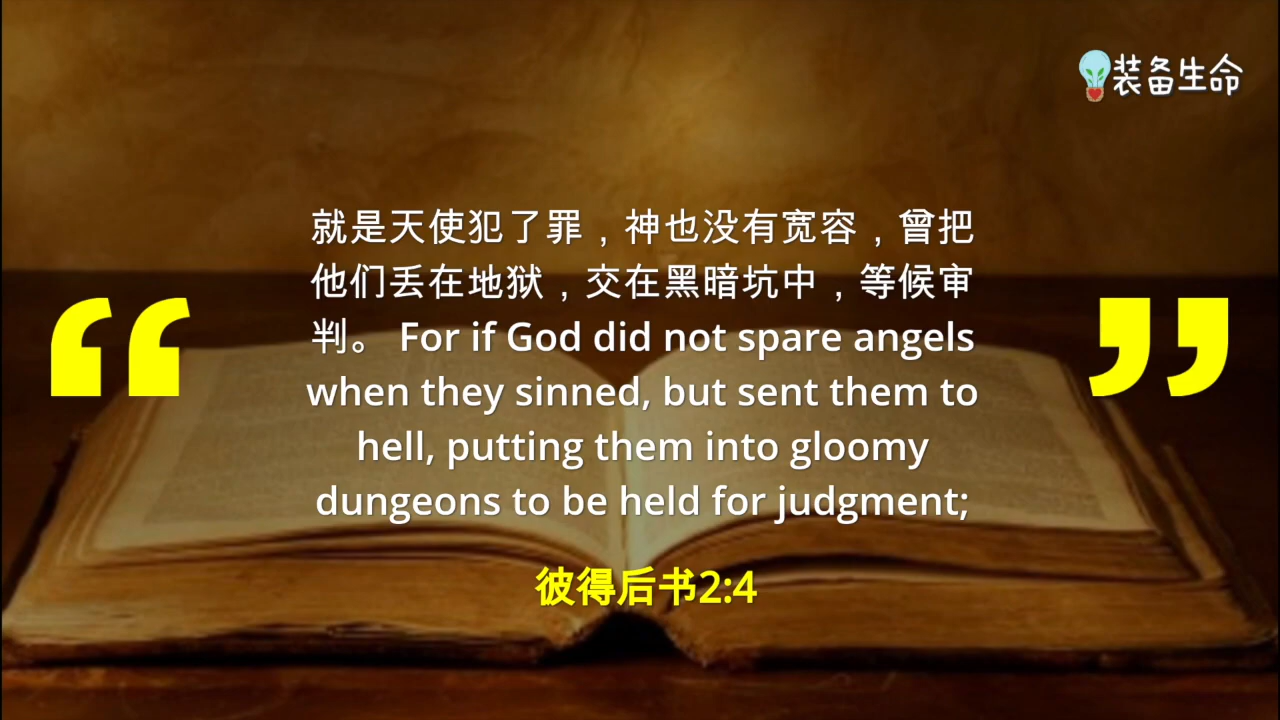 装备生命
就是天使犯了罪，神也没有宽容，曾把
他们丢在地狱，交在黑暗坑中，等候审
判。 For if God did not spare angels
when they sinned, but sent them to
hell, putting them into gloomy
dungeons to be held for judgment;
彼得后书2:4